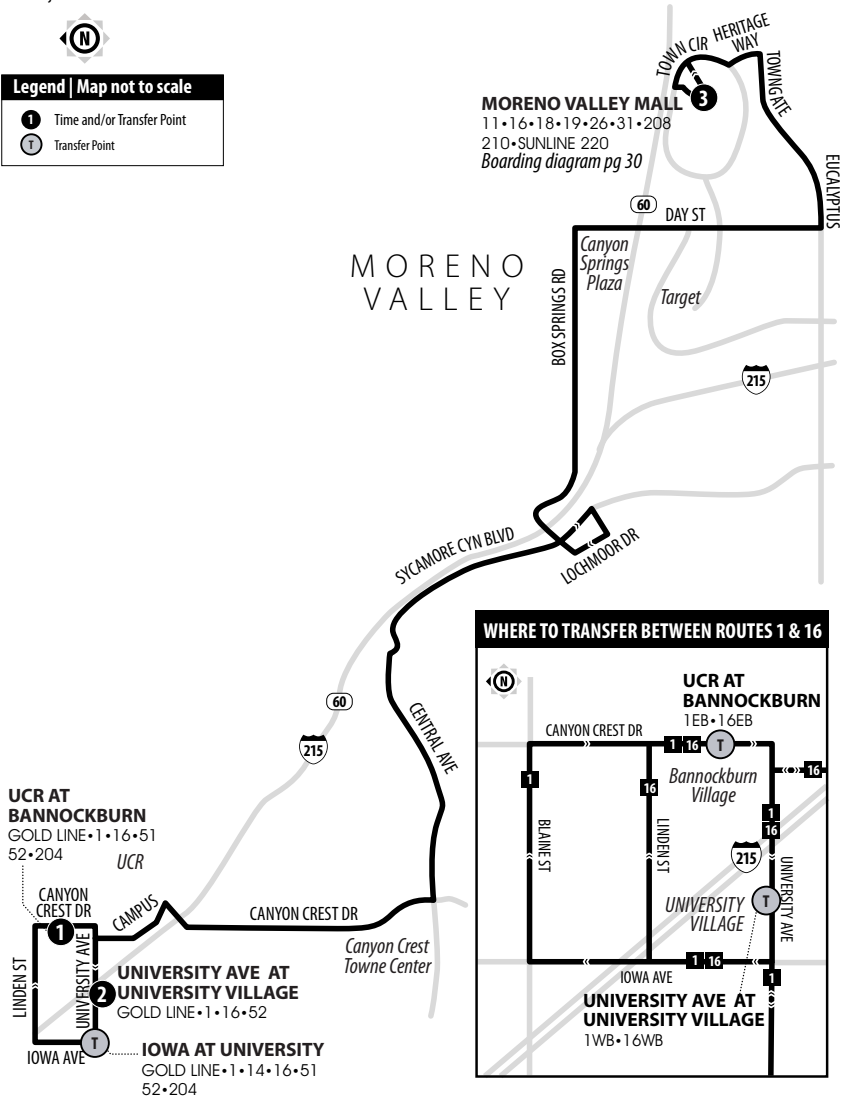 N
Legend | Map not to scale
1 Time and/or Transfer Point
T Transfer Point
TOWN CIR
HERITAGE
WAY
TOWNGATE
MORENO VALLEY MALL
3
11•16•18•19•26•31•208
210•SUNLINE 220
Boarding diagram pg 30
EUCALYPTUS
60
DAY ST
MORENO
VALLEY
Canyon
Springs
Plaza
BOX SPRINGS RD
Target
215
SYCAMORE CYN BLVD
LOCHMOOR DR
60
215
CENTRAL AVE
UCR AT
BANNOCKBURN
GOLD LINE•1•16•51
52•204
UCR
CANYON
CREST DR
1
CAMPUS
CANYON CREST DR
Canyon Crest
Towne Center
LINDEN ST
UNIVERSITY AVE
2
UNIVERSITY AVE AT
UNIVERSITY VILLAGE
GOLD LINE•1•16•52
IOWA AVE
T
IOWA AT UNIVERSITY
GOLD LINE•1•14•16•51
52•204
WHERE TO TRANSFER BETWEEN ROUTES 1 & 16
N
UCR AT
BANNOCKBURN
1EB•16EB
CANYON CREST DR
1 16
T
16
1
16
Bannockburn
Village
1
16
BLAINE ST
LINDEN ST
215
UNIVERSITY AVE
UNIVERSITY
VILLAGE
T
1 16
IOWA AVE
1
UNIVERSITY AVE AT
UNIVERSITY VILLAGE
1WB•16WB